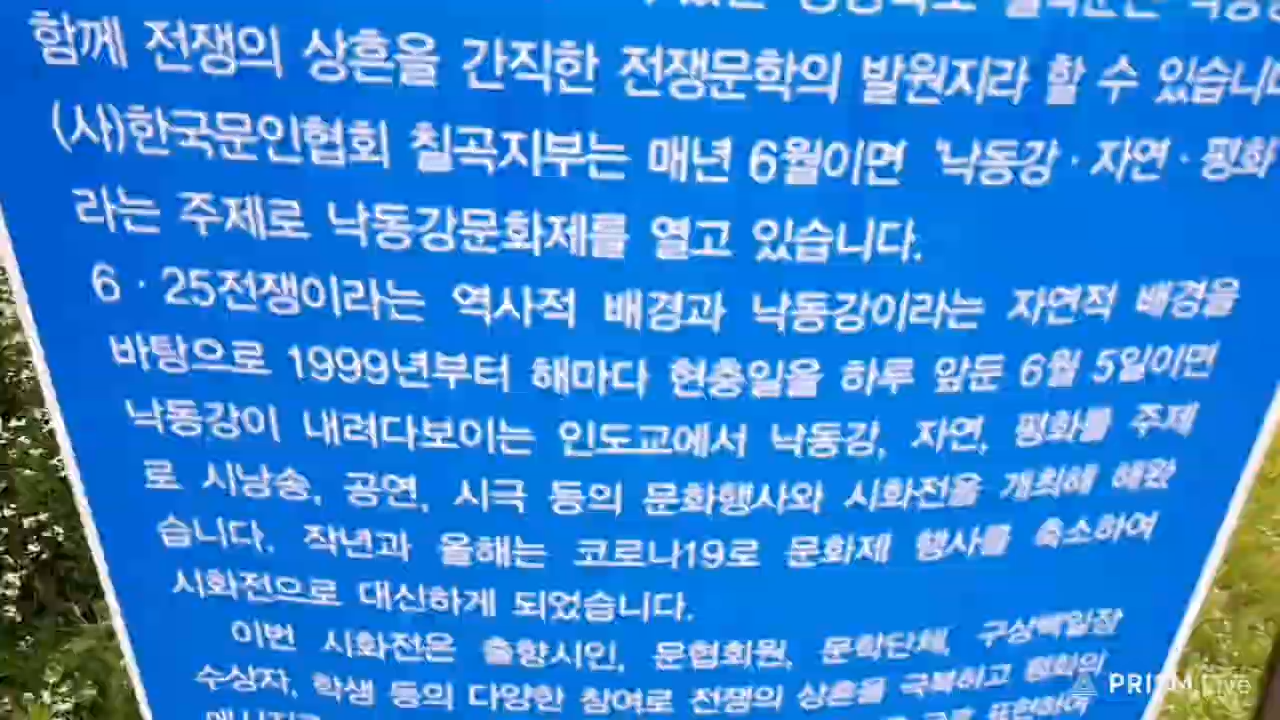 함께 전쟁의 상흔을 간직한 전쟁문학의 발원지라 할 수 있습니다
(사)한국문인협회 칠곡지부는 매년 6월이면 '낙동강·자연·평화
라는 주제로 낙동강문화제를 열고 있습니다.
6·25전쟁이라는 역사적 배경과 낙동강이라는 자연적 배경을
바탕으로 1999년부터 해마다 현충일을 하루 앞둔 6월 5일이면
낙동강이 내려다보이는 인도교에서 낙동강, 자연, 평화를 주제
로 시낭송, 공연, 시극 등의 문화행사와 시화전을 개최해 해왔
습니다. 작년과 올해는 코로나19로 문화제 행사를 축소하여
시화전으로 대신하게 되었습니다.
이번 시화전은 출향시인, 문협회원, 문학단체, 구상백일장
수상자, 학생 등의 다양한 참여로 전쟁의 상흔을 극복하고 평화의
PRISM Live